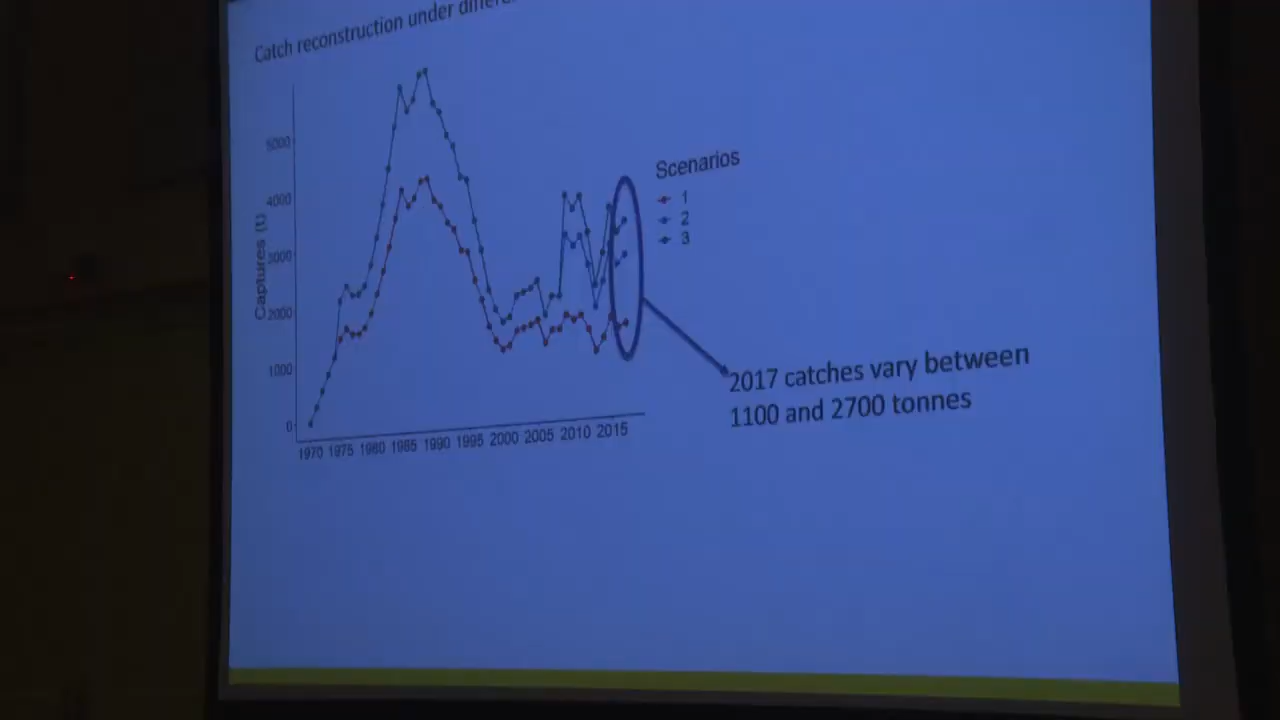 Catch reconstruction under
5000
4000
3000
2000
1000
0
Captures (t)
1970 1975 1980 1985 1990 1995 2000 2005 2010 2015
Scenarios
1
2
3
2017 catches vary between
1100 and 2700 tonnes